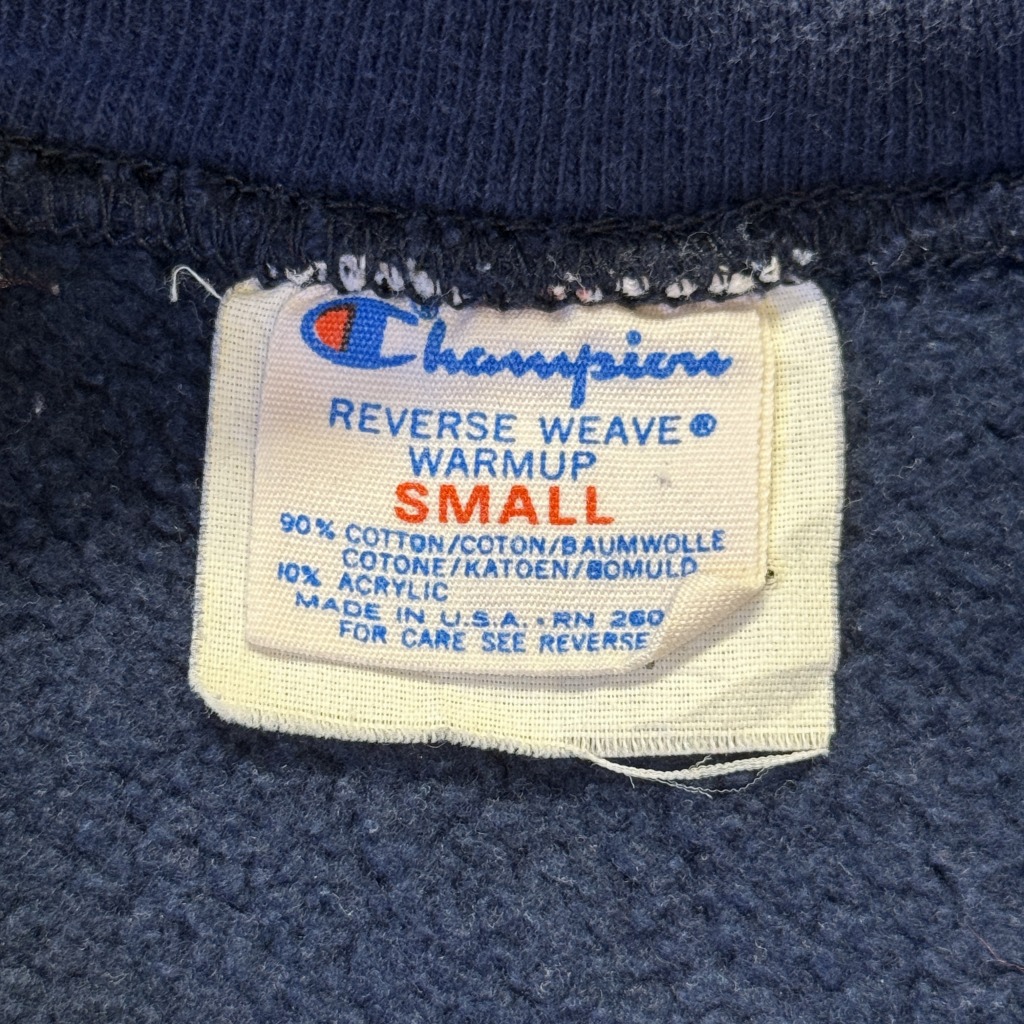 Champion
REVERSE WEAVE®
WARMUP
SMALL
90% COTTON/COTON/BAUMWOLLE
COTONE/KATOEN/BOMULD
10% ACRYLIC
MADE IN U.S.A. • RN 260
FOR CARE SEE REVERSE